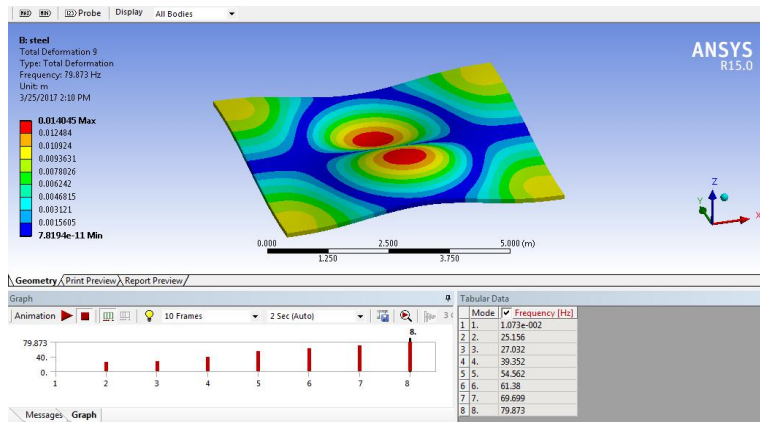 Probe Display All Bodies
B: steel
Total Deformation 9
Type: Total Deformation
Frequency: 79.873 Hz
Unit: m
3/25/2017 2:10 PM
ANSYS
R15.0
0.014045 Max
0.012484
0.010924
0.0093631
0.0078026
0.006242
0.0046815
0.003121
0.0015605
7.8194e-11 Min
0.000 2.500 5.000 (m)
1.250 3.750
Z
Y
X
Geometry Print Preview Report Preview
Graph
Animation 10 Frames 2 Sec (Auto) 3
8.
79.873
40.
0.
1 2 3 4 5 6 7 8
Messages Graph
Tabular Data
Mode Frequency [Hz]
1 1. 1.073e-002
2 2. 25.156
3 3. 27.032
4 4. 39.352
5 5. 54.562
6 6. 61.38
7 7. 69.699
8 8. 79.873